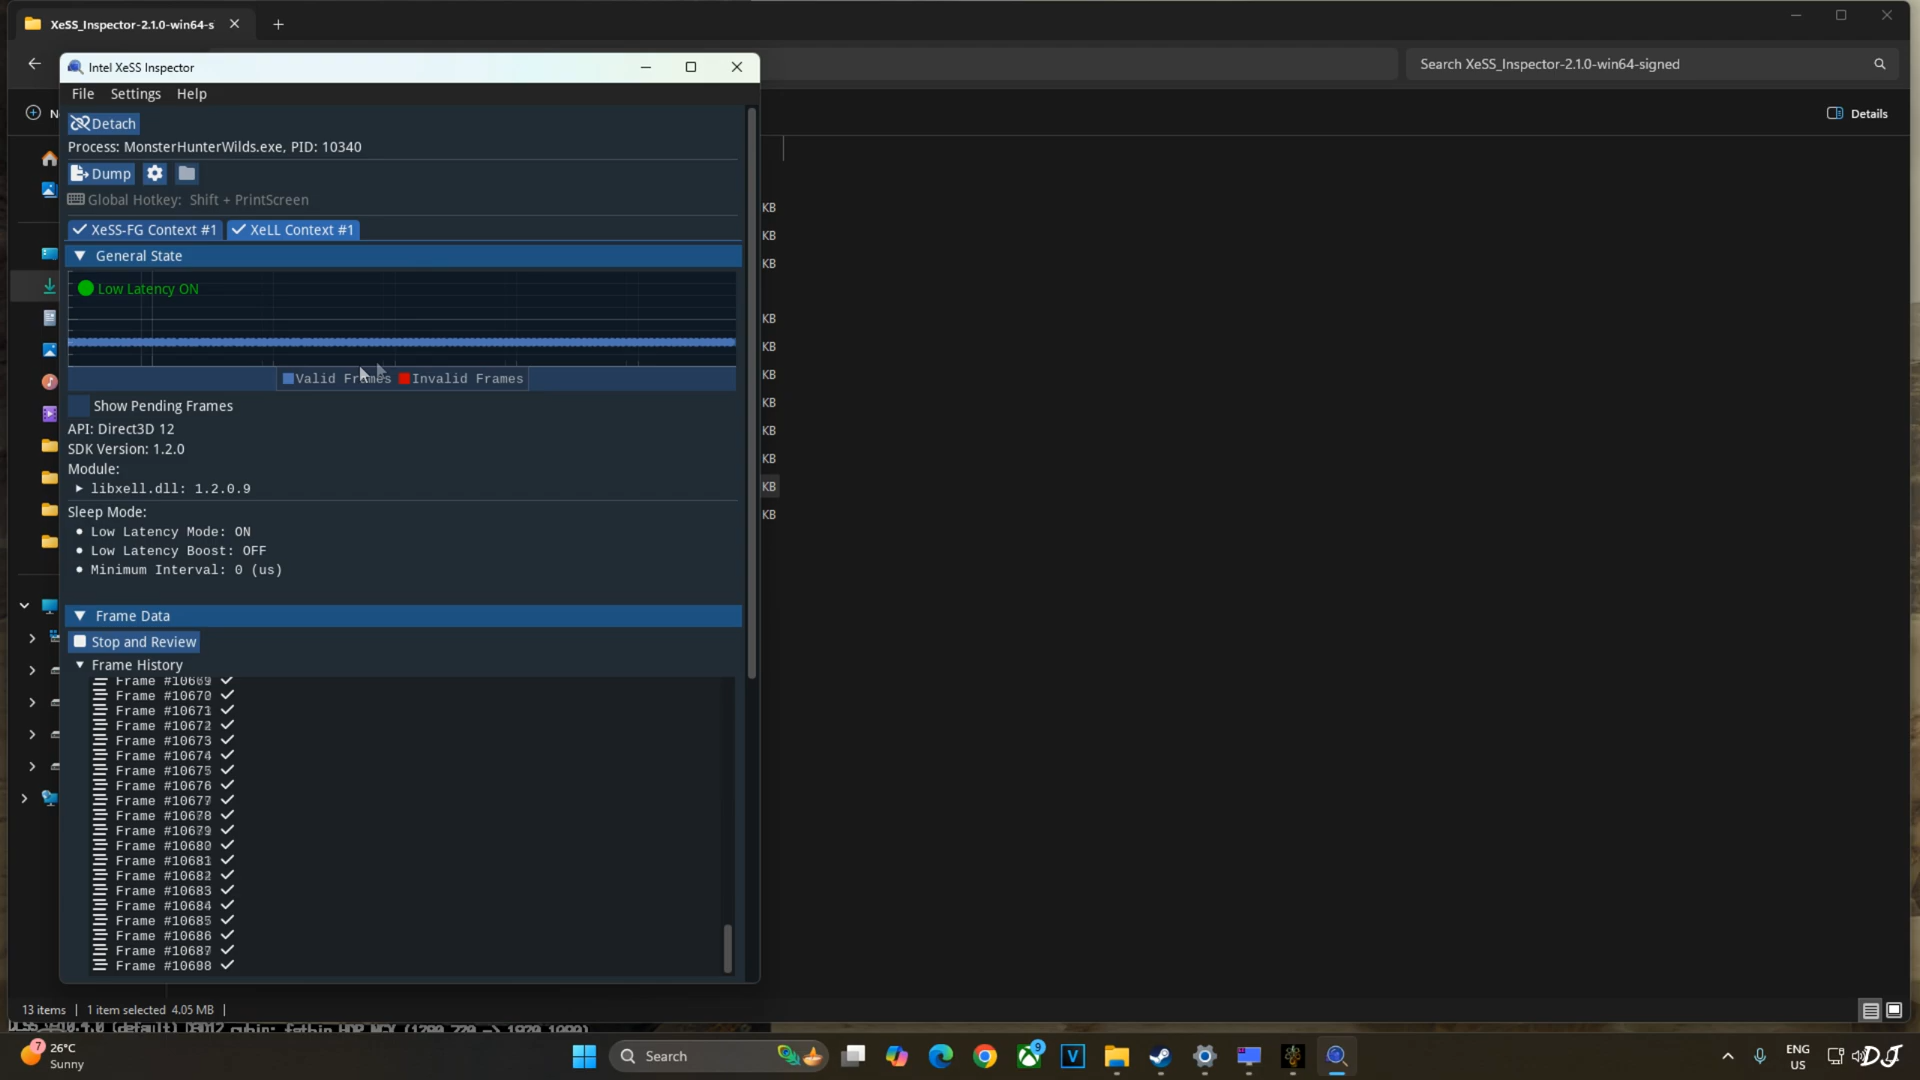 XeSS_Inspector-2.1.0-win64-s
Search XeSS_Inspector-2.1.0-win64-signed
Intel XeSS Inspector
File Settings Help
Details
Detach
Process: MonsterHunterWilds.exe, PID: 10340
Dump
Global Hotkey: Shift + PrintScreen
XeSS-FG Context #1 XeLL Context #1
General State
Low Latency ON
Valid Frames Invalid Frames
Show Pending Frames
API: Direct3D 12
SDK Version: 1.2.0
Module:
libxell.dll: 1.2.0.9
Sleep Mode:
• Low Latency Mode: ON
• Low Latency Boost: OFF
• Minimum Interval: 0 (us)
Frame Data
Stop and Review
Frame History
Frame #10669
Frame #10670
Frame #10671
Frame #10672
Frame #10673
Frame #10674
Frame #10675
Frame #10676
Frame #10677
Frame #10678
Frame #10679
Frame #10680
Frame #10681
Frame #10682
Frame #10683
Frame #10684
Frame #10685
Frame #10686
Frame #10687
Frame #10688
KB
KB
KB
KB
KB
KB
KB
KB
KB
KB
KB
13 items | 1 item selected 4.05 MB |
7
26°C
Sunny
Search
9
V
ENG
US
DJ